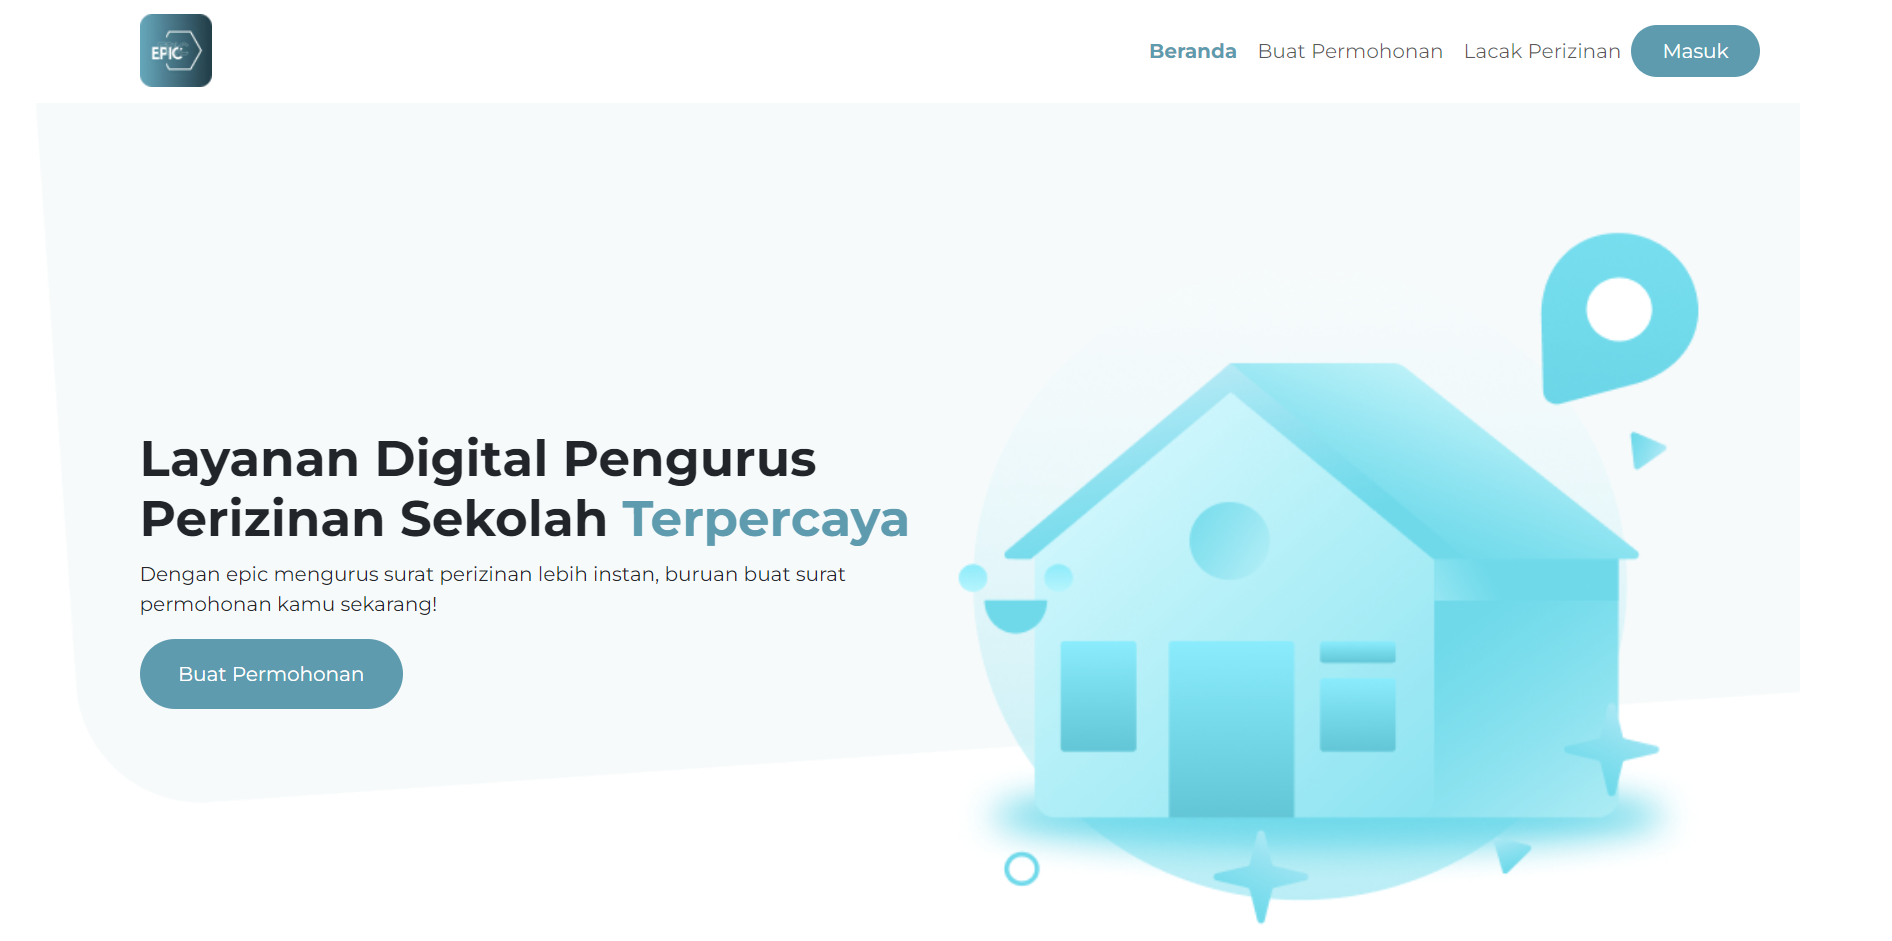 EPIC
Beranda Buat Permohonan Lacak Perizinan Masuk
Layanan Digital Pengurus
Perizinan Sekolah Terpercaya
Dengan epic mengurus surat perizinan lebih instan, buruan buat surat
permohonan kamu sekarang!
Buat Permohonan